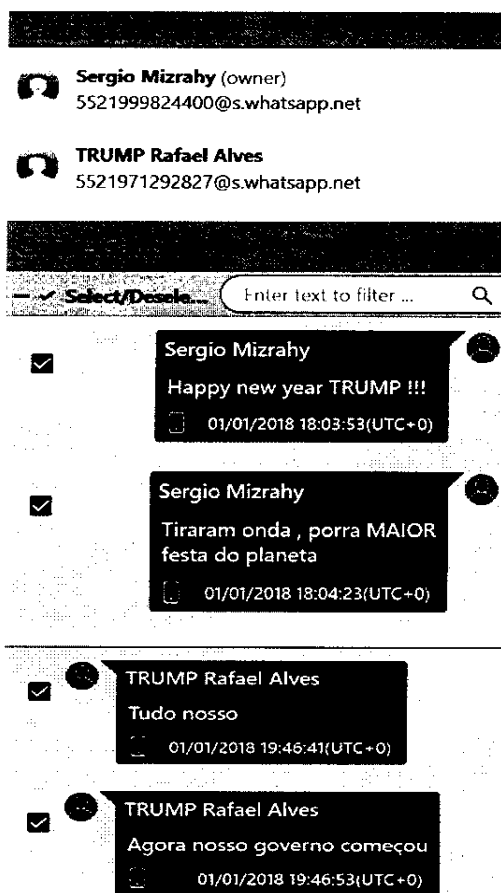 Sergio Mizrahy (owner)
5521999824400@s.whatsapp.net
TRUMP Rafael Alves
5521971292827@s.whatsapp.net
Select/Desele...
Enter text to filter ...
Sergio Mizrahy
Happy new year TRUMP !!!
01/01/2018 18:03:53(UTC+0)
Sergio Mizrahy
Tiraram onda , porra MAIOR
festa do planeta
01/01/2018 18:04:23(UTC+0)
TRUMP Rafael Alves
Tudo nosso
01/01/2018 19:46:41(UTC+0)
TRUMP Rafael Alves
Agora nosso governo começou
01/01/2018 19:46:53(UTC+0)